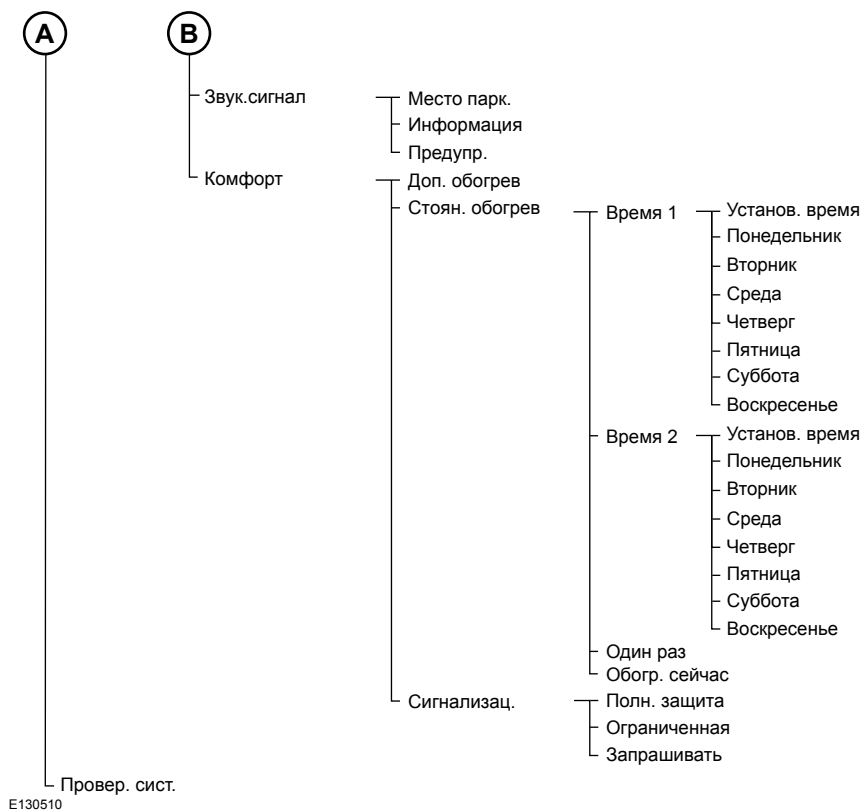 A B
Звук.сигнал Место парк.
Информация
Предупр.
Комфорт Доп. обогрев
Стоян. обогрев Время 1 Установ. время
Понедельник
Вторник
Среда
Четверг
Пятница
Суббота
Воскресенье
Время 2 Установ. время
Понедельник
Вторник
Среда
Четверг
Пятница
Суббота
Воскресенье
Один раз
Обогр. сейчас
Сигнализац. Полн. защита
Ограниченная
Запрашивать
Провер. сист.
E130510